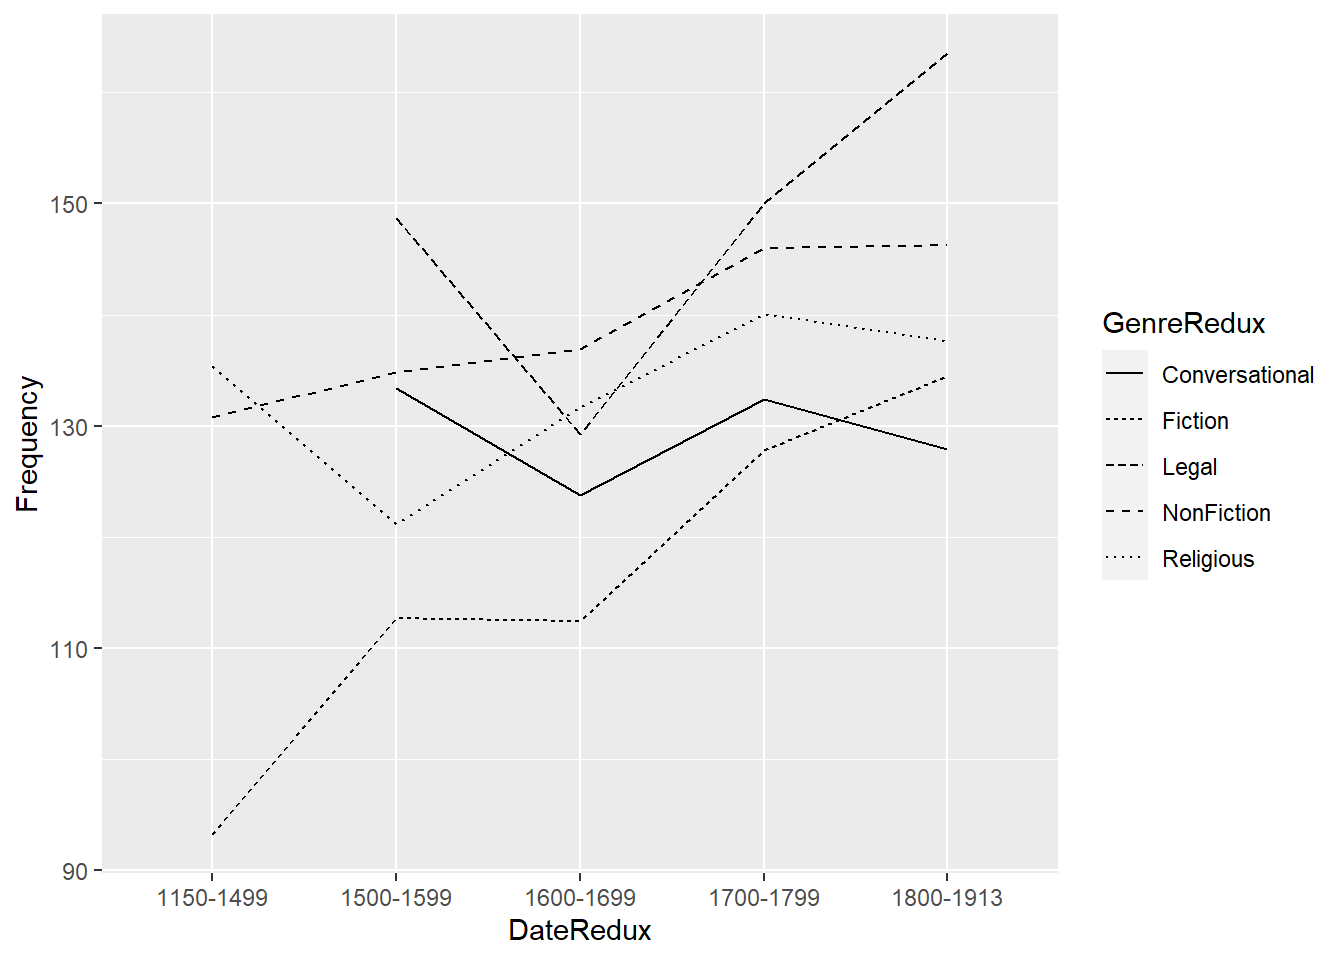 150
130
110
90
Frequency
1150-1499 1500-1599 1600-1699 1700-1799 1800-1913
DateRedux
GenreRedux
Conversational
Fiction
Legal
NonFiction
Religious